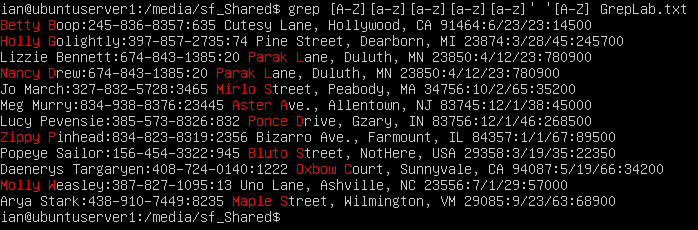 ian@ubuntuserver1:/media/sf_Shared$ grep [A-Z][a-z][a-z][a-z][a-z]' '[A-Z] GrepLab.txt
Betty Boop:245-836-8357:635 Cutesy Lane, Hollywood, CA 91464:6/23/23:14500
Holly Golightly:397-857-2735:74 Pine Street, Dearborn, MI 23874:3/28/45:245700
Lizzie Bennett:674-843-1385:20 Parak Lane, Duluth, MN 23850:4/12/23:780900
Nancy Drew:674-843-1385:20 Parak Lane, Duluth, MN 23850:4/12/23:780900
Jo March:327-832-5728:3465 Mirlo Street, Peabody, MA 34756:10/2/65:35200
Meg Murry:834-938-8376:23445 Aster Ave., Allentown, NJ 83745:12/1/38:45000
Lucy Pevensie:385-573-8326:832 Ponce Drive, Gzary, IN 83756:12/1/46:268500
Zippy Pinhead:834-823-8319:2356 Bizarro Ave., Farmount, IL 84357:1/1/67:89500
Popeye Sailor:156-454-3322:945 Bluto Street, NotHere, USA 29358:3/19/35:22350
Daenerys Targaryen:408-724-0140:1222 Oxbow Court, Sunnyvale, CA 94087:5/19/66:34200
Molly Weasley:387-827-1095:13 Uno Lane, Ashville, NC 23556:7/1/29:57000
Arya Stark:438-910-7449:8235 Maple Street, Wilmington, VM 29085:9/23/63:68900
ian@ubuntuserver1:/media/sf_Shared$